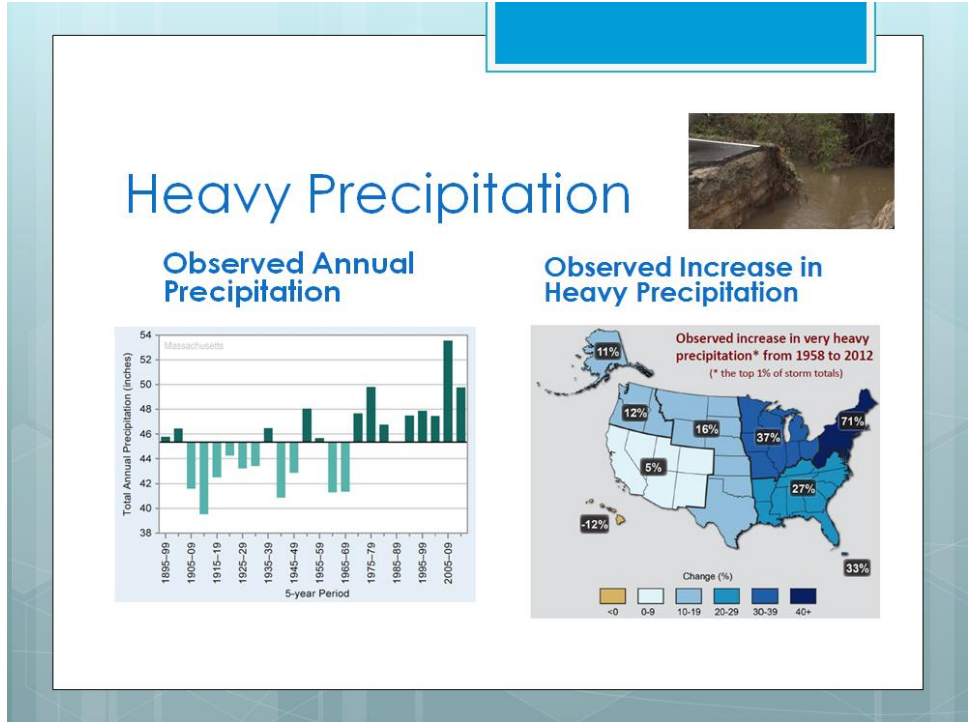 Heavy Precipitation
Observed Annual
Precipitation
Observed Increase in
Heavy Precipitation
54
52
50
48
46
44
42
40
38
Massachusetts
Total Annual Precipitation (inches)
1895–99
1905–09
1915–19
1925–29
1935–39
1945–49
1955–59
1965–69
1975–79
1985–89
1995–99
2005–09
5-year Period
Observed increase in very heavy
precipitation* from 1958 to 2012
(* the top 1% of storm totals)
11%
12%
16%
37%
71%
5%
27%
-12%
33%
Change (%)
<0 0-9 10-19 20-29 30-39 40+